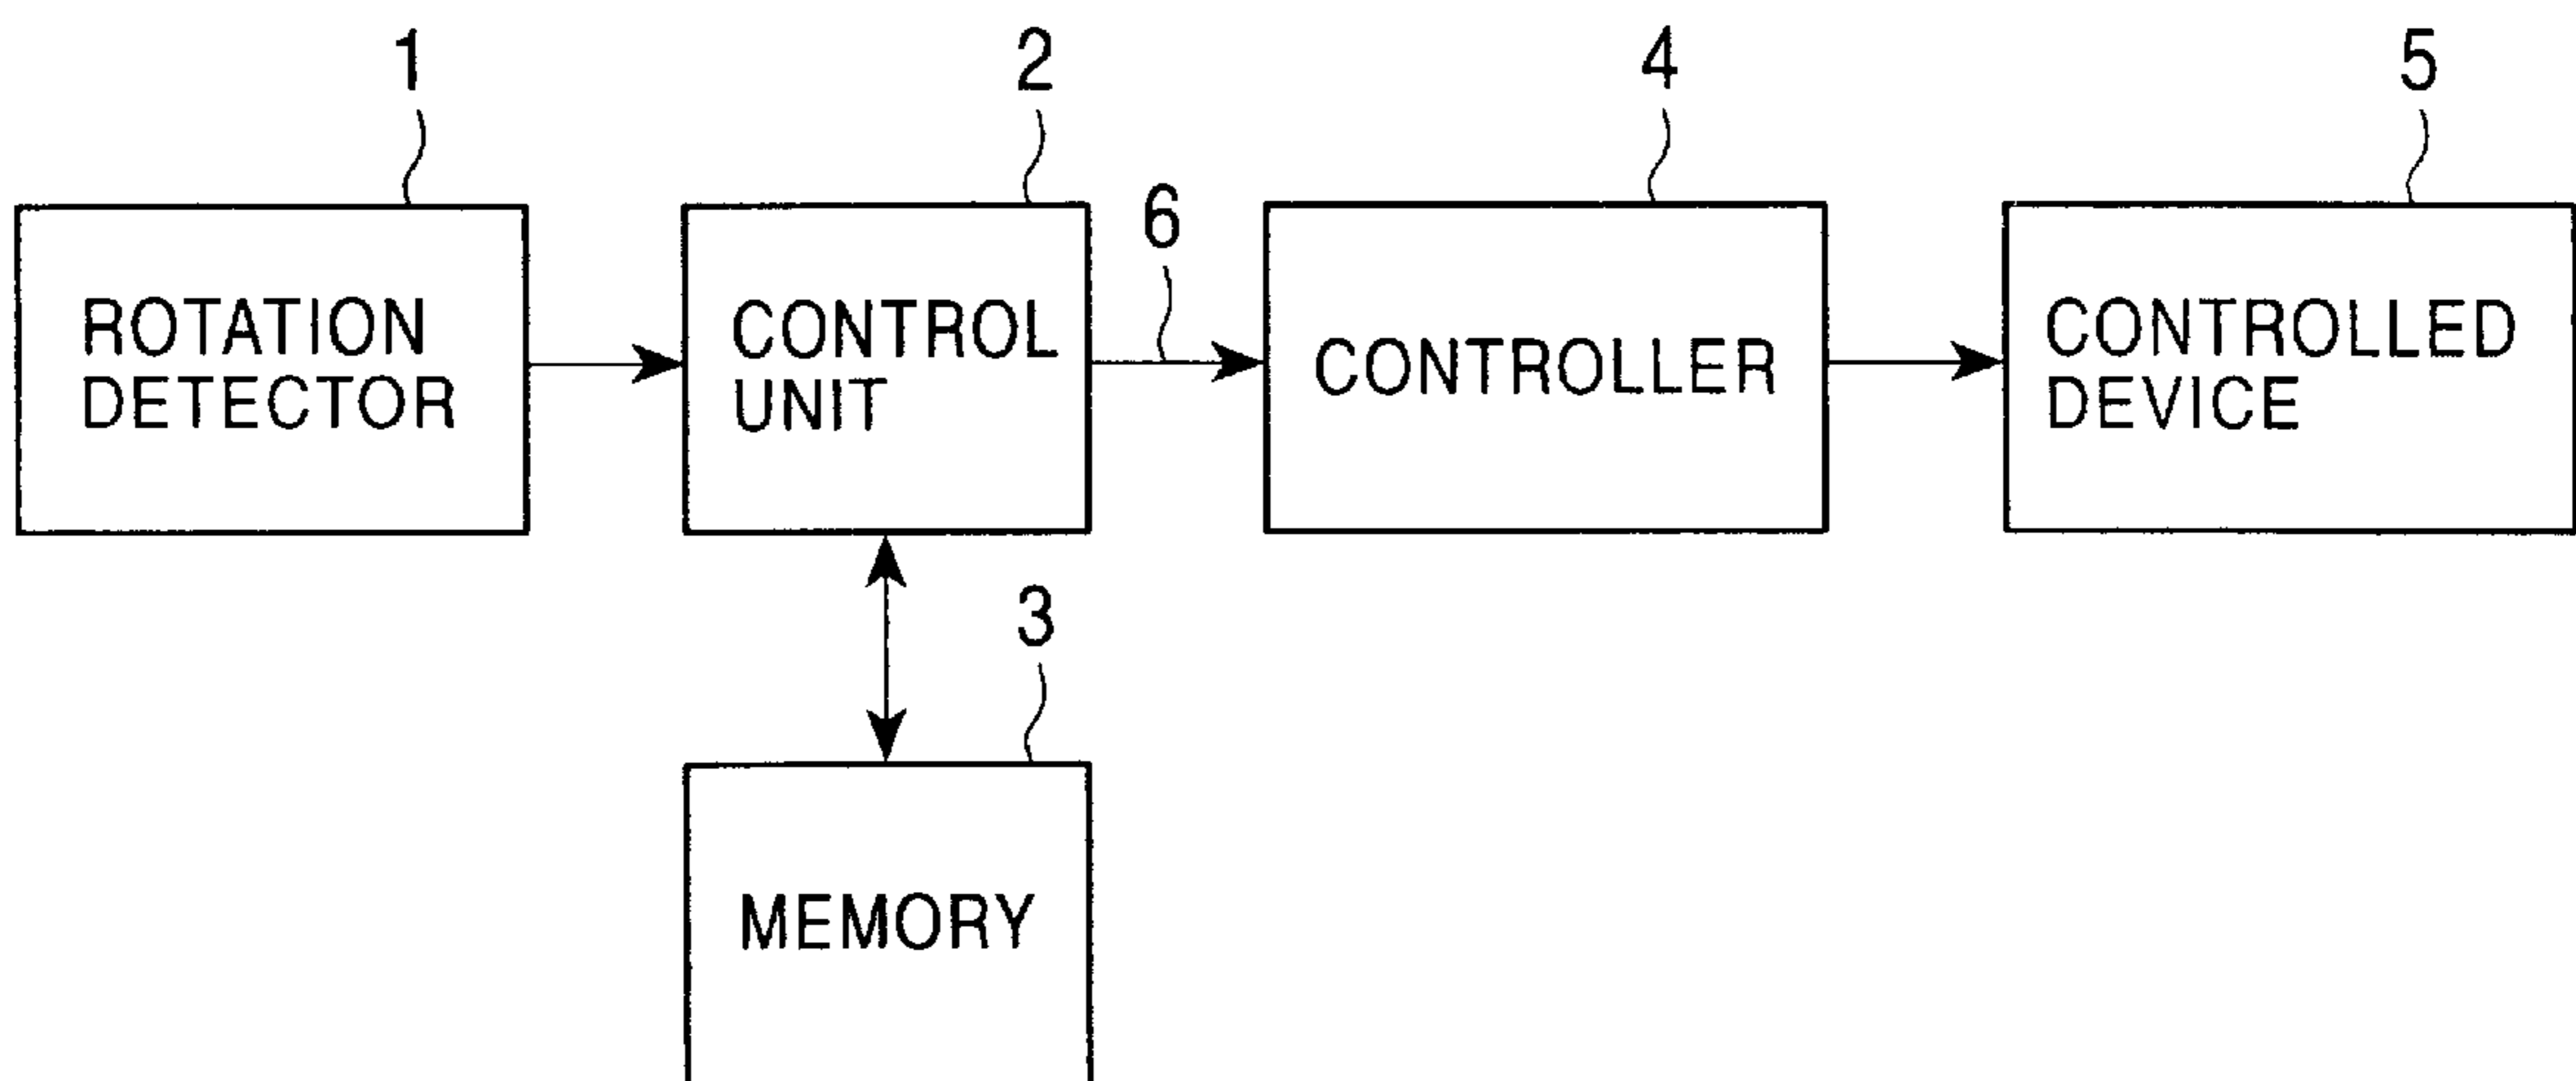 1
2
4
5
6
ROTATION
DETECTOR
CONTROL
UNIT
CONTROLLER
CONTROLLED
DEVICE
3
MEMORY